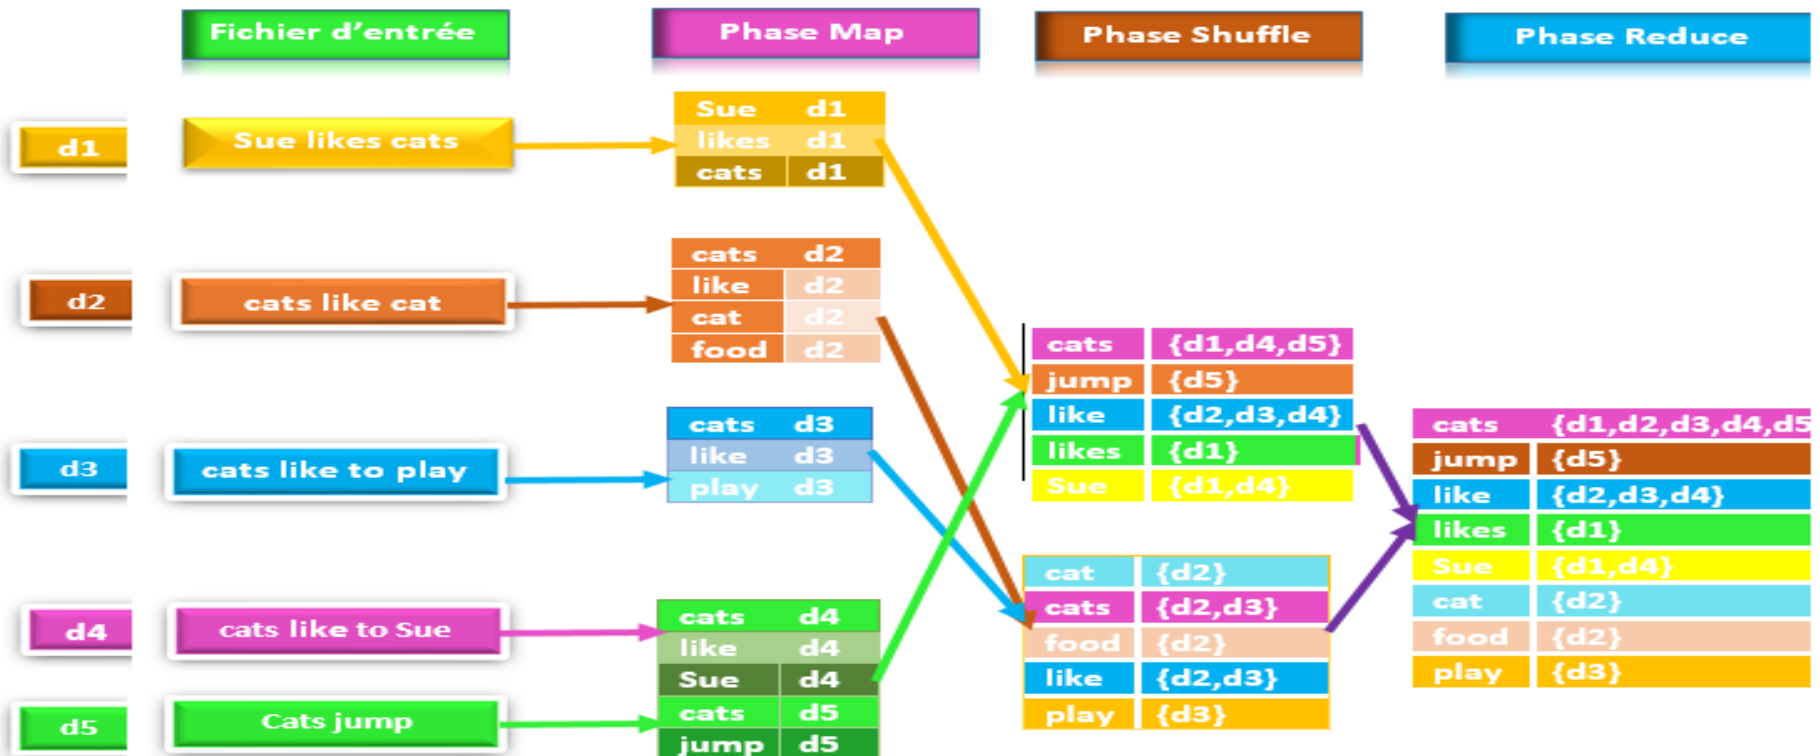 Fichier d'entrée
Phase Map
Phase Shuffle
Phase Reduce
d1
Sue likes cats
Sue d1
likes d1
cats d1
d2
cats like cat
cats d2
like d2
cat d2
food d2
d3
cats like to play
cats d3
like d3
play d3
d4
cats like to Sue
cats d4
like d4
Sue d4
d5
Cats jump
cats d5
jump d5
cats {d1,d4,d5}
jump {d5}
like {d2,d3,d4}
likes {d1}
Sue {d1,d4}
cat {d2}
cats {d2,d3}
food {d2}
like {d2,d3}
play {d3}
cats {d1,d2,d3,d4,d5
jump {d5}
like {d2,d3,d4}
likes {d1}
Sue {d1,d4}
cat {d2}
food {d2}
play {d3}